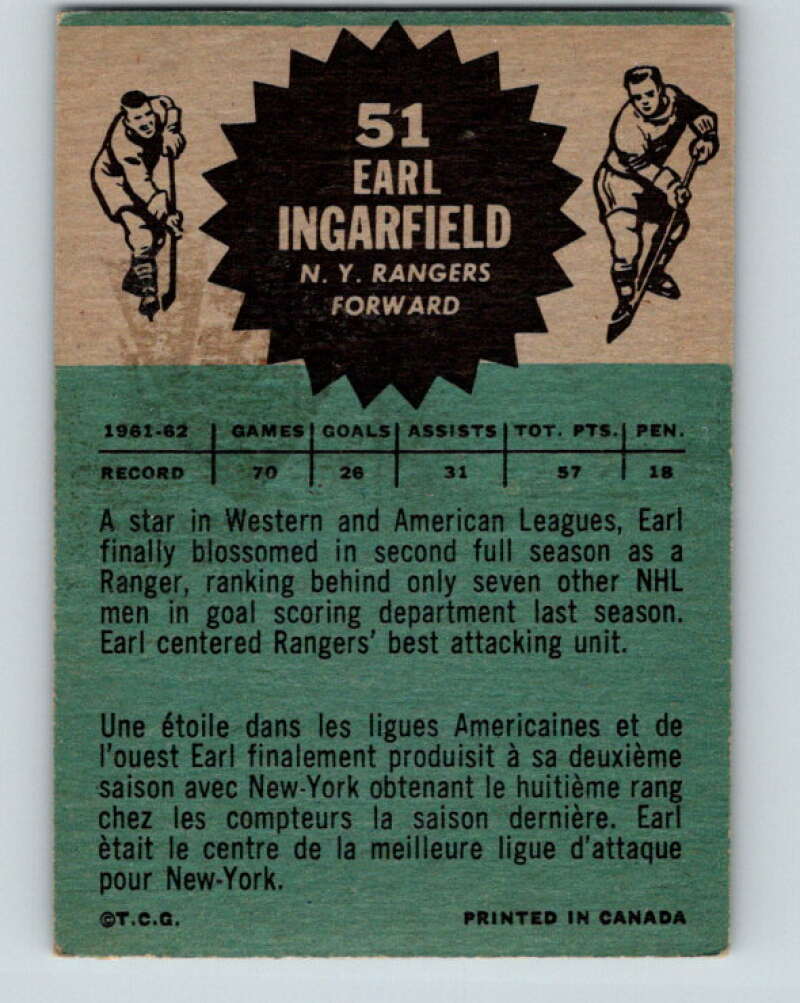 51
EARL
INGARFIELD
N. Y. RANGERS
FORWARD
1961-62 GAMES GOALS ASSISTS TOT. PTS. PEN.
RECORD 70 26 31 57 18
A star in Western and American Leagues, Earl
finally blossomed in second full season as a
Ranger, ranking behind only seven other NHL
men in goal scoring department last season.
Earl centered Rangers' best attacking unit.
Une étoile dans les ligues Americaines et de
l'ouest Earl finalement produisit à sa deuxième
saison avec New-York obtenant le huitième rang
chez les compteurs la saison dernière. Earl
ètait le centre de la meilleure ligue d'attaque
pour New-York.
©T.C.G. PRINTED IN CANADA